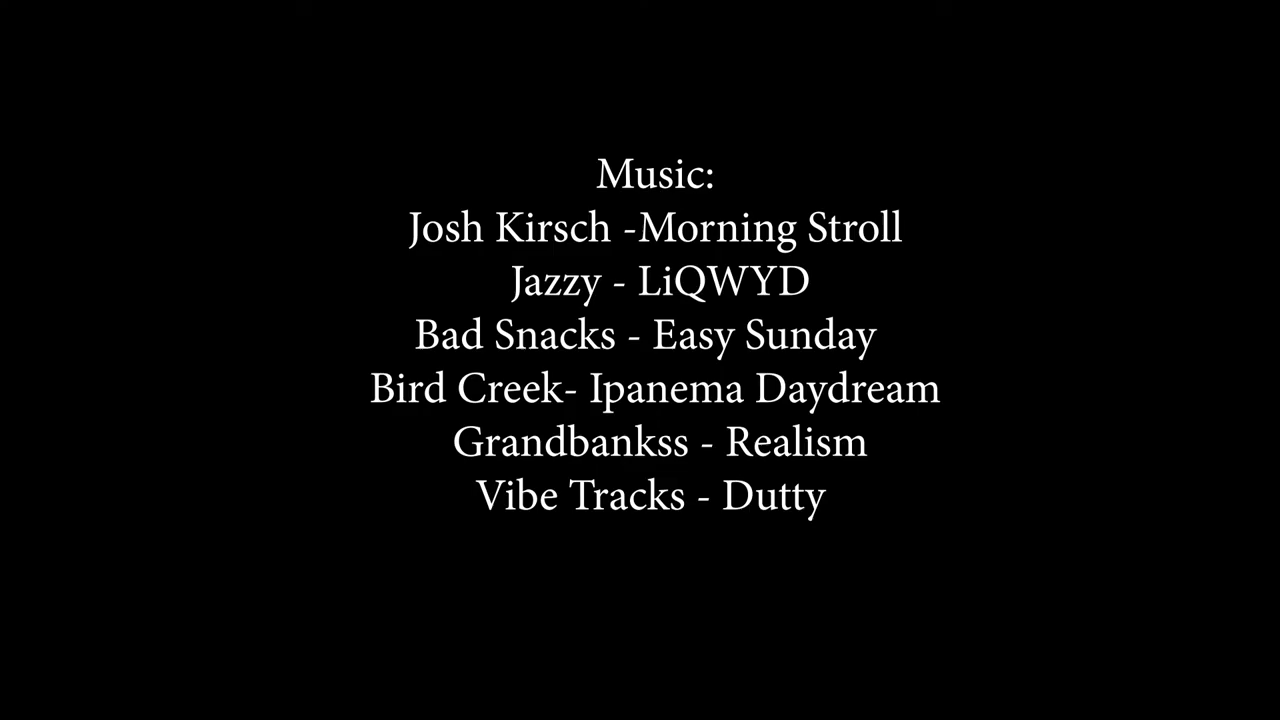 Music:
Josh Kirsch -Morning Stroll
Jazzy - LiQWYD
Bad Snacks - Easy Sunday
Bird Creek- Ipanema Daydream
Grandbankss - Realism
Vibe Tracks - Dutty